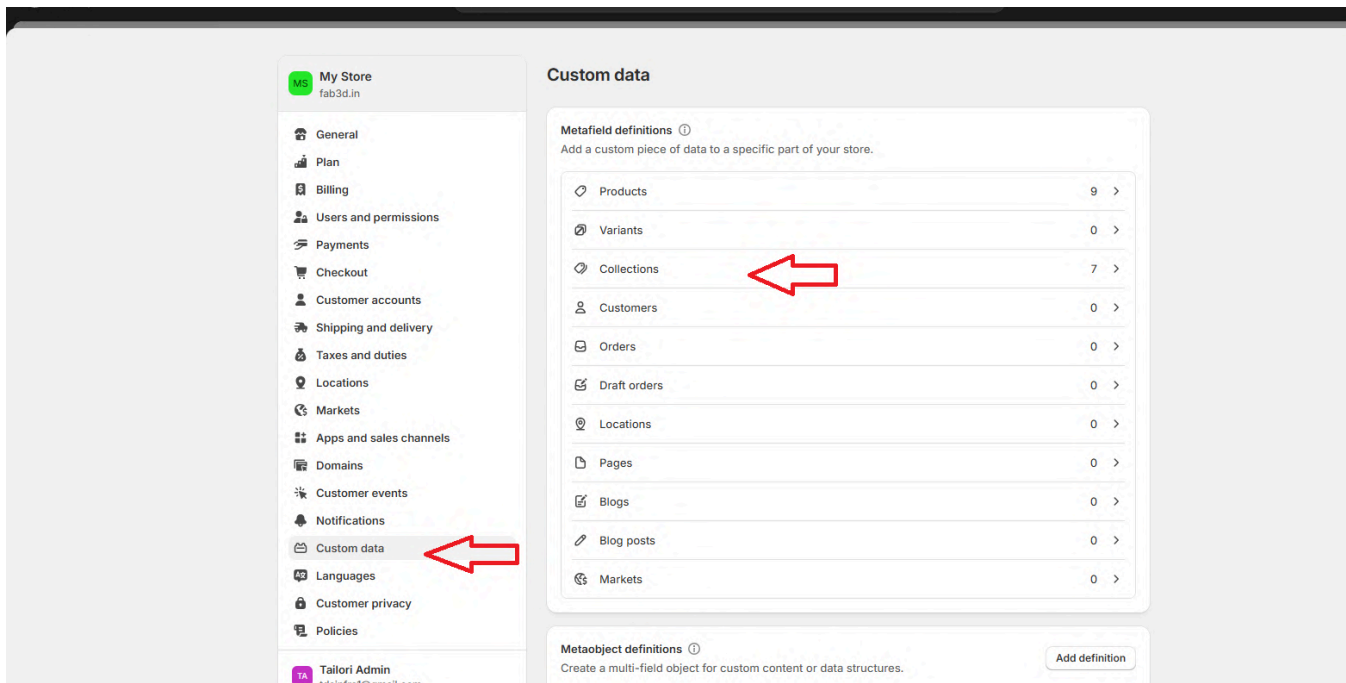 MS
My Store
fab3d.in
General
Plan
Billing
Users and permissions
Payments
Checkout
Customer accounts
Shipping and delivery
Taxes and duties
Locations
Markets
Apps and sales channels
Domains
Customer events
Notifications
Custom data
Languages
Customer privacy
Policies
TA
Tailori Admin
Custom data
Metafield definitions
Add a custom piece of data to a specific part of your store.
Products 9
Variants 0
Collections 7
Customers 0
Orders 0
Draft orders 0
Locations 0
Pages 0
Blogs 0
Blog posts 0
Markets 0
Metaobject definitions
Create a multi-field object for custom content or data structures.
Add definition